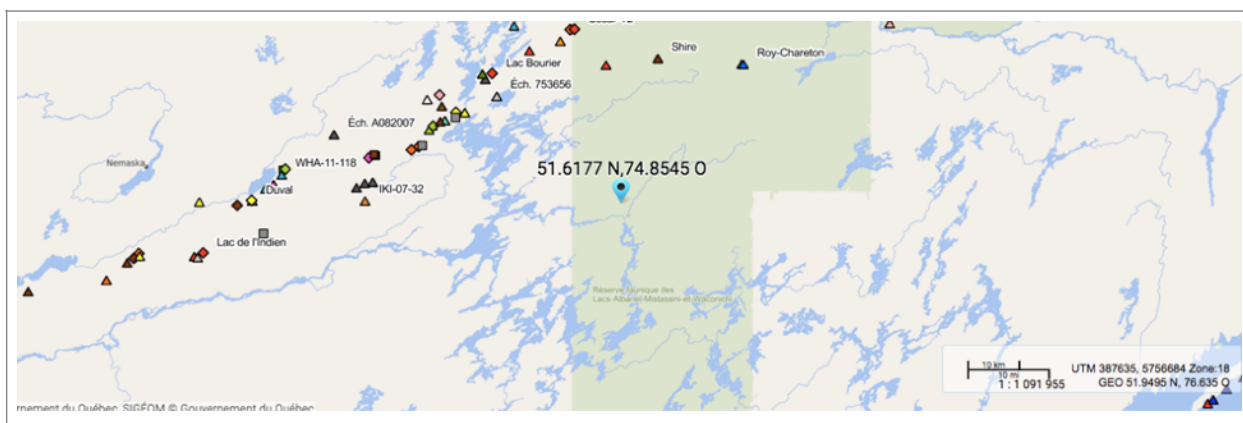 Shire
Roy-Chareton
Lac Bourier
Éch. 753656
Éch. A082007
Nemaska
WHA-11-118
51.6177 N,74.8545 O
Duval
IKI-07-32
Lac de l'Indien
Réserve faunique des
Lacs-Albanel-Mistassini-et-Waconichi
10 km
10 mi
1 : 1 091 955
UTM 387635, 5756684 Zone:18
GEO 51.9495 N, 76.635 O
rnement du Québec, SIGÉOM © Gouvernement du Québec